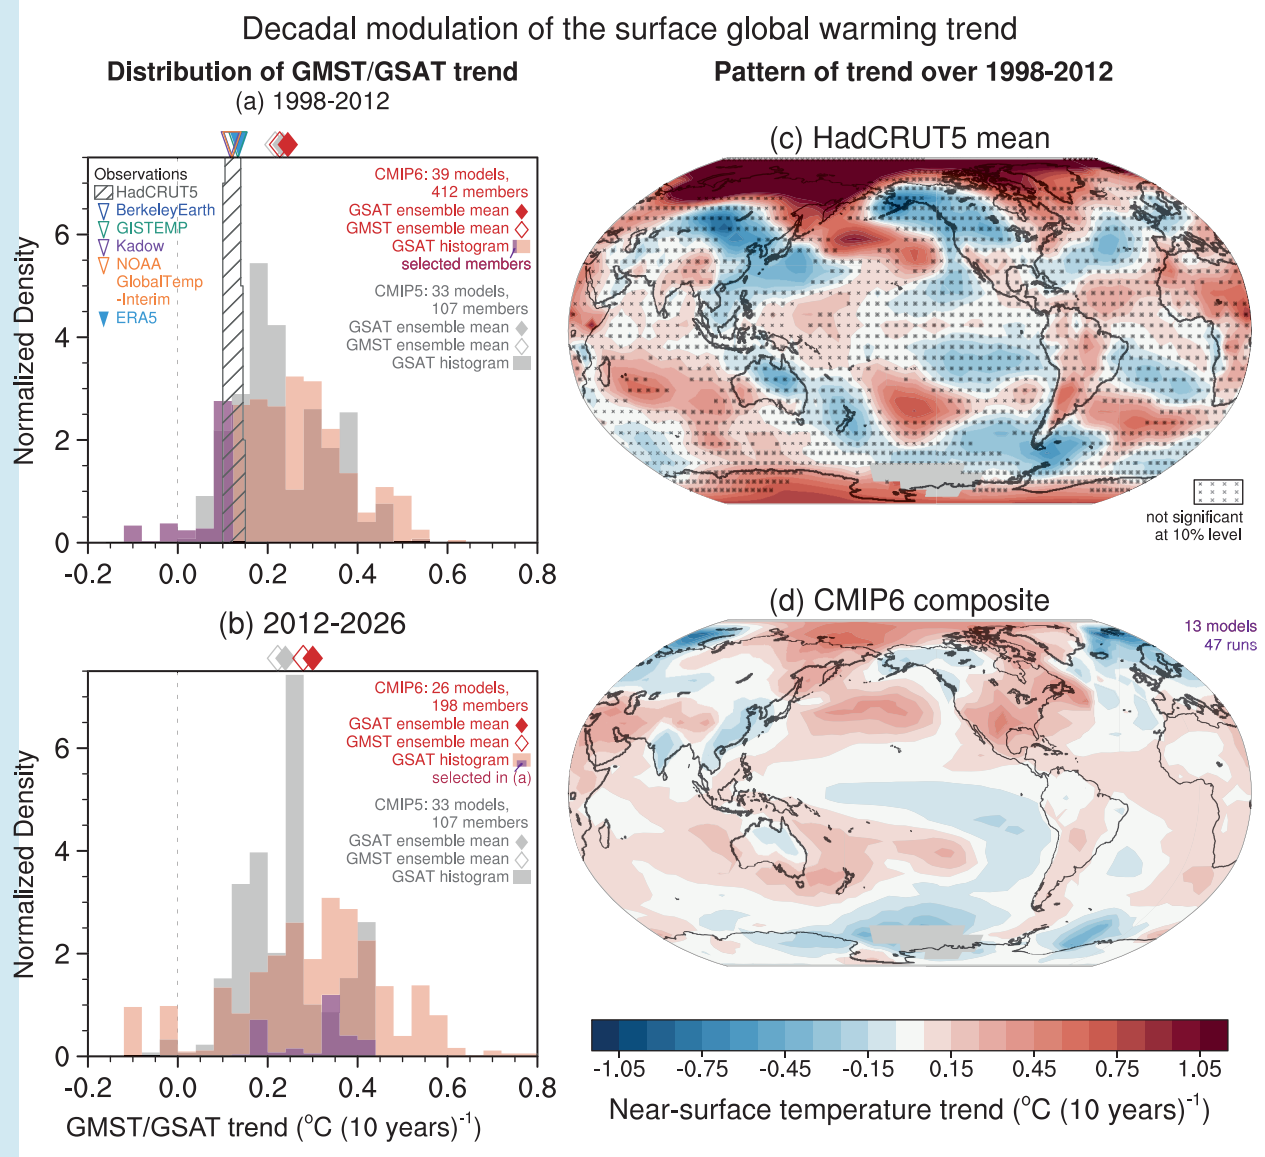 Decadal modulation of the surface global warming trend
Distribution of GMST/GSAT trend
(a) 1998-2012
Observations
HadCRUT5
BerkeleyEarth
GISTEMP
Kadow
NOAA
GlobalTemp
-Interim
ERA5
CMIP6: 39 models,
412 members
GSAT ensemble mean
GMST ensemble mean
GSAT histogram
selected members
CMIP5: 33 models,
107 members
GSAT ensemble mean
GMST ensemble mean
GSAT histogram
Normalized Density
6
4
2
0
-0.2 0.0 0.2 0.4 0.6 0.8
(b) 2012-2026
CMIP6: 26 models,
198 members
GSAT ensemble mean
GMST ensemble mean
GSAT histogram
selected in (a)
CMIP5: 33 models,
107 members
GSAT ensemble mean
GMST ensemble mean
GSAT histogram
Normalized Density
6
4
2
0
-0.2 0.0 0.2 0.4 0.6 0.8
GMST/GSAT trend (°C (10 years)⁻¹)
Pattern of trend over 1998-2012
(c) HadCRUT5 mean
not significant
at 10% level
(d) CMIP6 composite
13 models
47 runs
-1.05 -0.75 -0.45 -0.15 0.15 0.45 0.75 1.05
Near-surface temperature trend (°C (10 years)⁻¹)